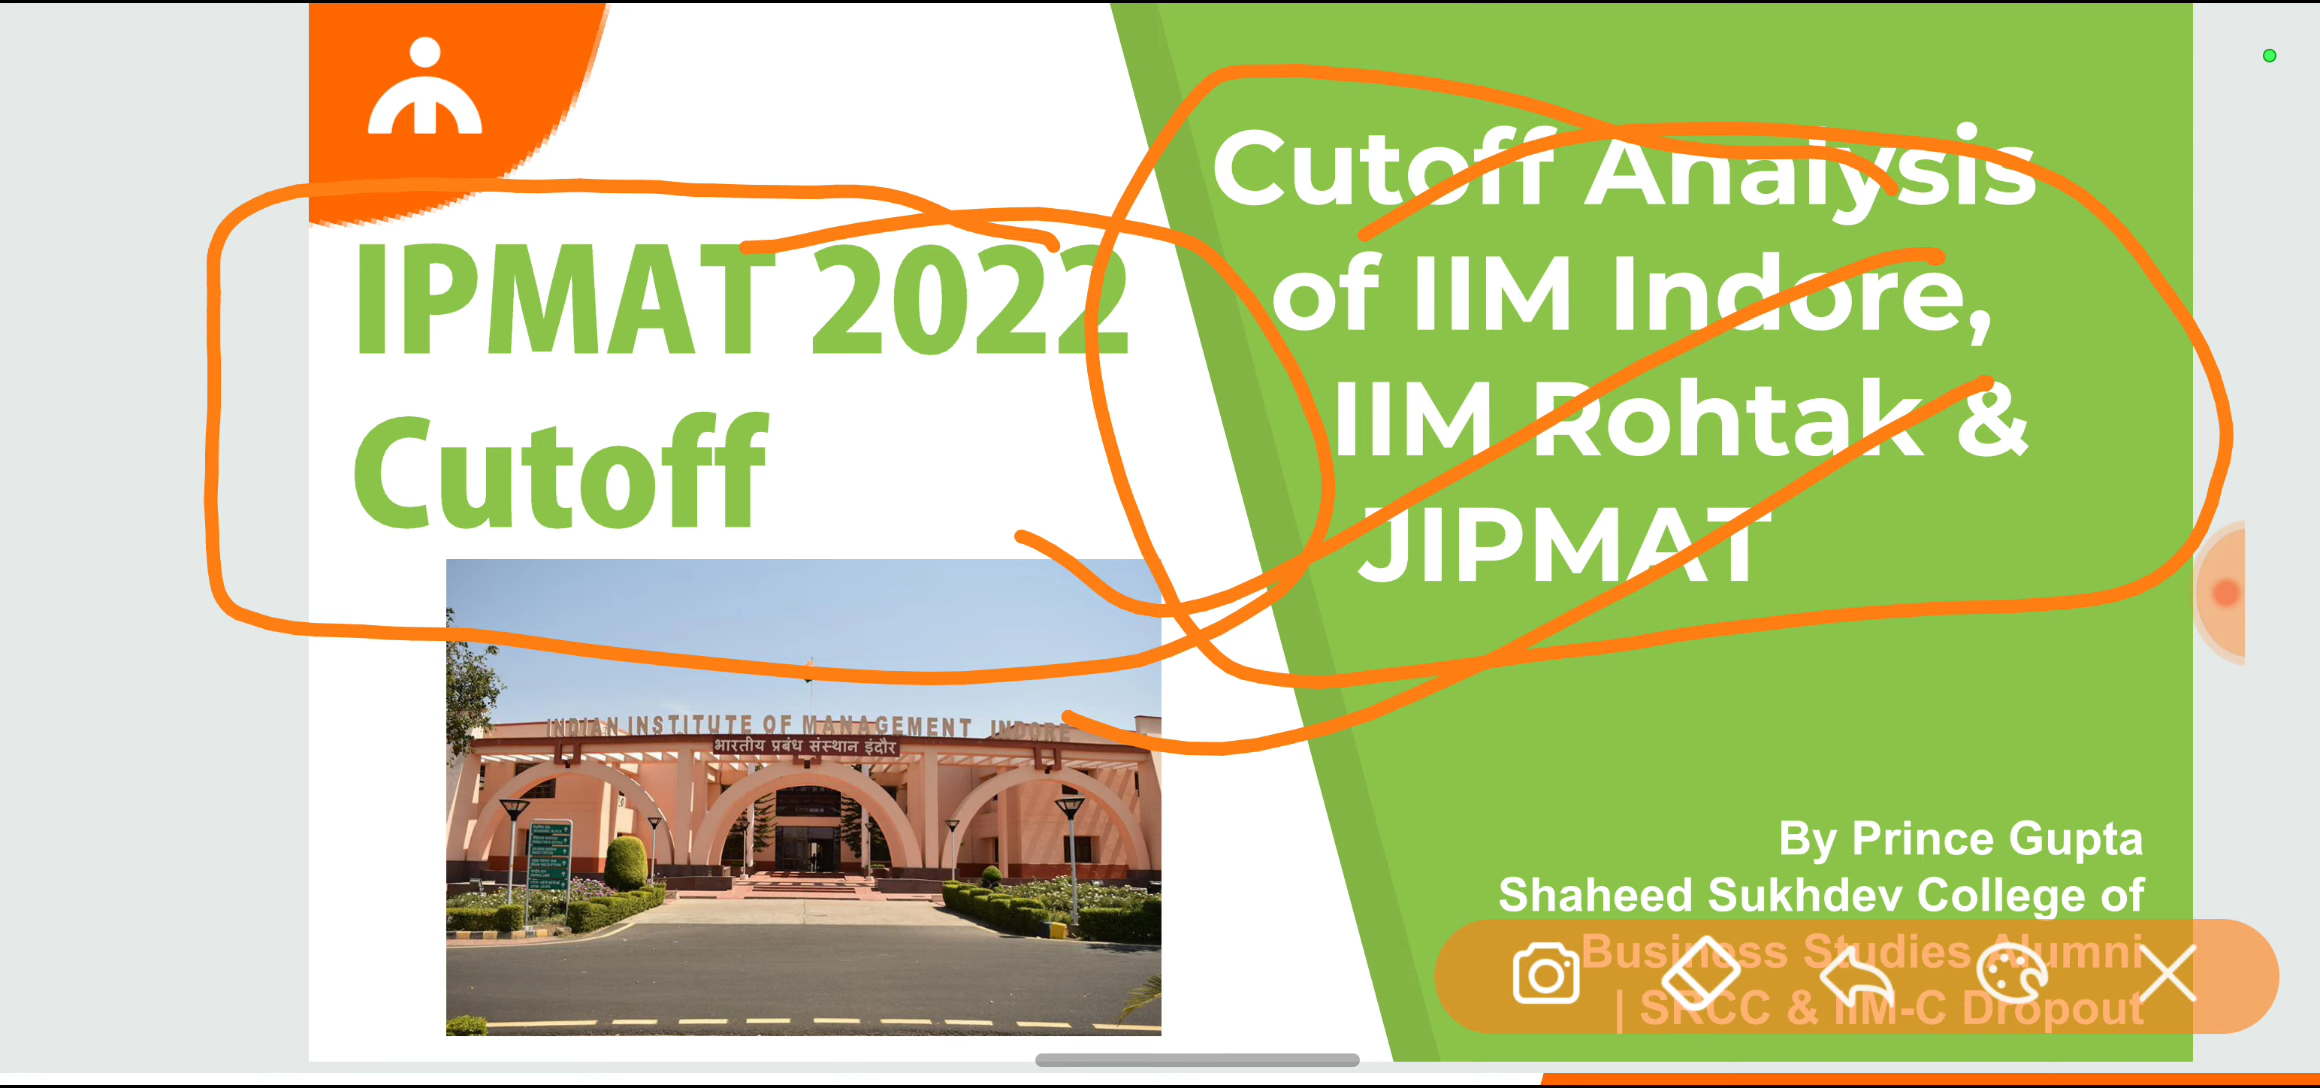 IPMAT 2022
Cutoff
Cutoff Analysis
of IIM Indore,
IIM Rohtak &
JIPMAT
INDIAN INSTITUTE OF MANAGEMENT INDORE
भारतीय प्रबंध संस्थान इंदौर
By Prince Gupta
Shaheed Sukhdev College of
Business Studies Alumni
| SRCC & IIM-C Dropout